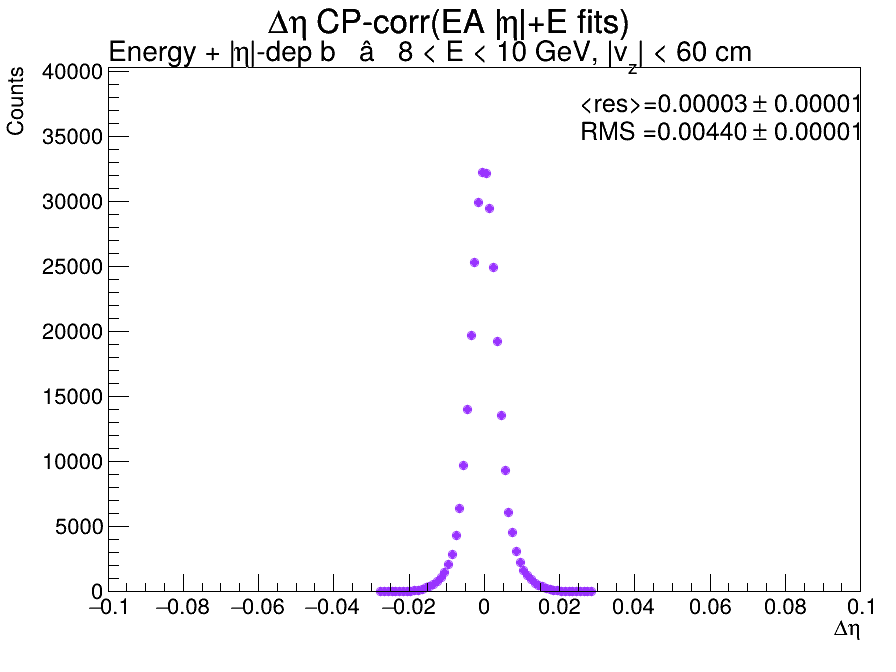 Δη CP-corr(EA |η|+E fits)
Energy + |η|-dep b â 8 < E < 10 GeV, |v_z| < 60 cm
Counts
<res>=0.00003 ± 0.00001
RMS =0.00440 ± 0.00001
40000
35000
30000
25000
20000
15000
10000
5000
0
−0.1 −0.08 −0.06 −0.04 −0.02 0 0.02 0.04 0.06 0.08 0.1
Δη